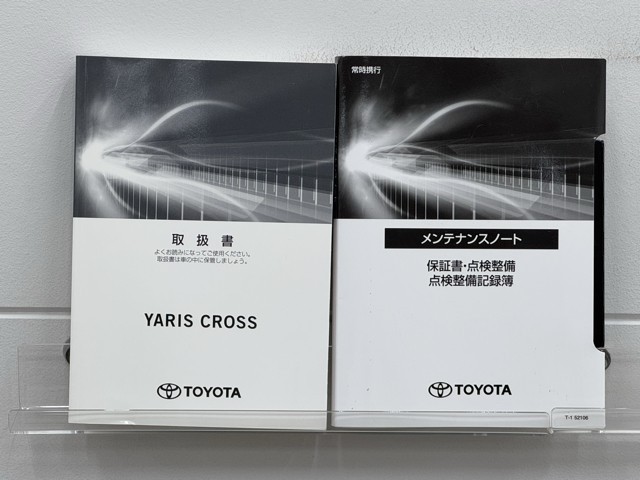 取扱書
よくお読みになってご使用ください。
取扱書は車の中に保管しましょう。
YARIS CROSS
TOYOTA
常時携行
メンテナンスノート
保証書・点検整備
点検整備記録簿
TOYOTA
T-1 52108